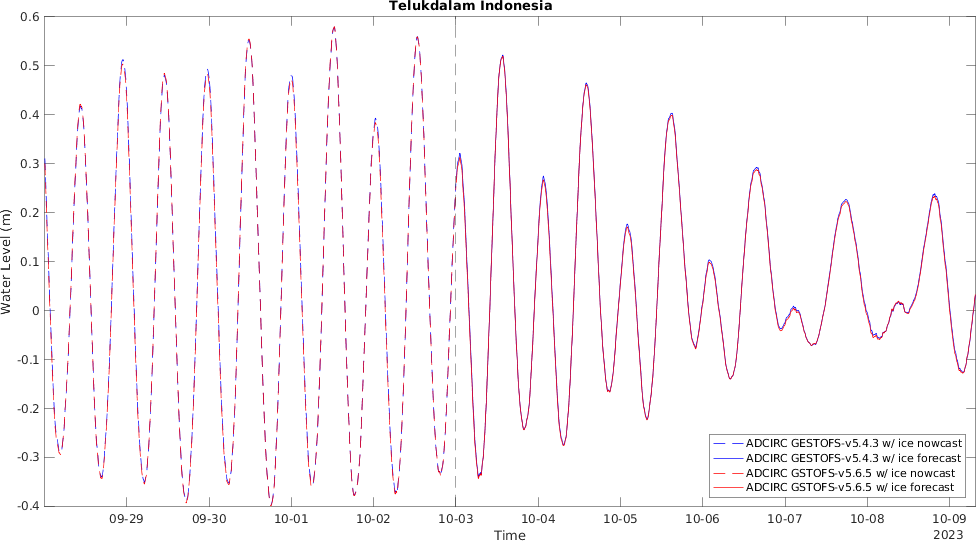 Telukdalam Indonesia
0.6
0.5
0.4
0.3
0.2
0.1
0
-0.1
-0.2
-0.3
-0.4
Water Level (m)
ADCIRC GESTOFS-v5.4.3 w/ ice nowcast
ADCIRC GESTOFS-v5.4.3 w/ ice forecast
ADCIRC GSTOFS-v5.6.5 w/ ice nowcast
ADCIRC GSTOFS-v5.6.5 w/ ice forecast
09-29 09-30 10-01 10-02 10-03 10-04 10-05 10-06 10-07 10-08 10-09
Time 2023